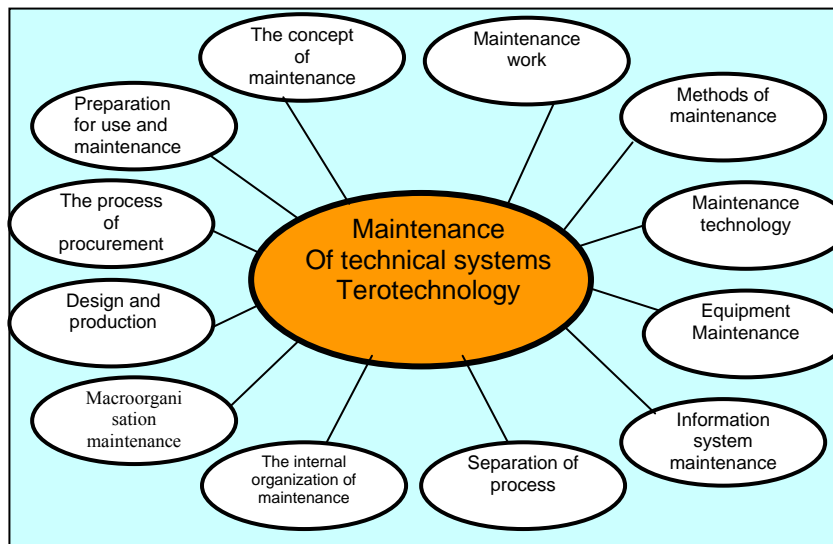 The concept
of
maintenance
Maintenance
work
Preparation
for use and
maintenance
Methods of
maintenance
The process
of
procurement
Maintenance
technology
Maintenance
Of technical systems
Terotechnology
Design and
production
Equipment
Maintenance
Macroorgani
sation
maintenance
Information
system
maintenance
The internal
organization of
maintenance
Separation of
process